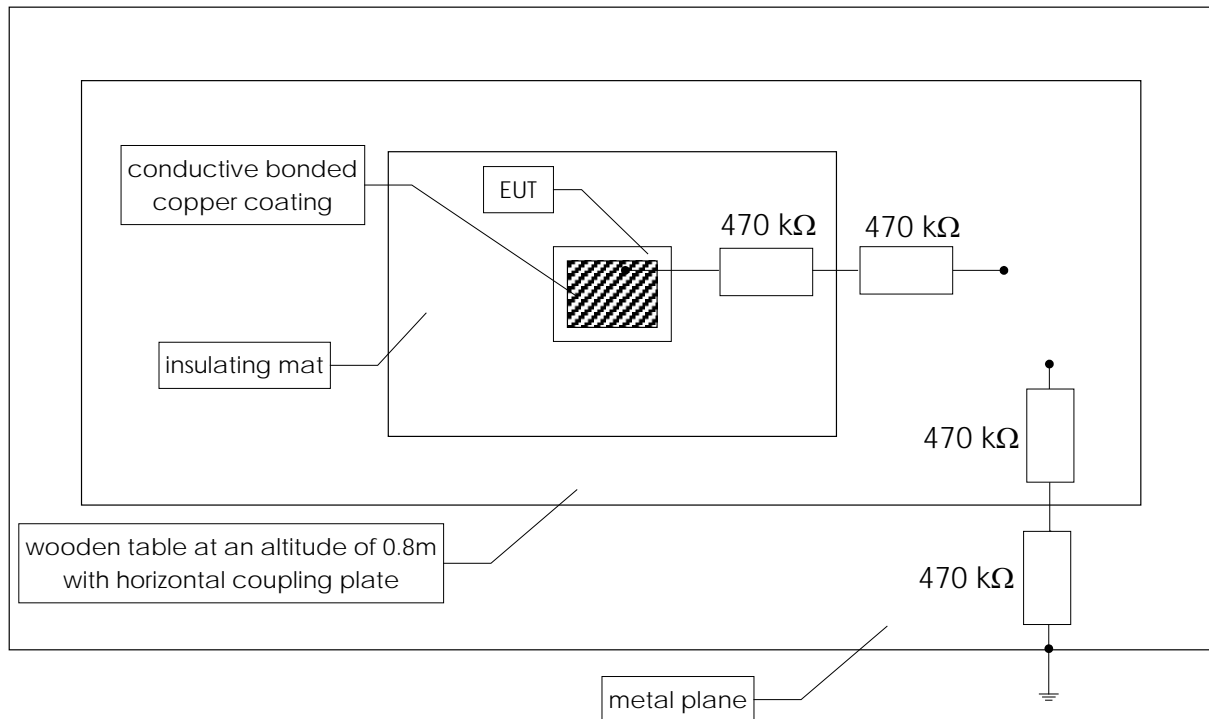 conductive bonded
copper coating
EUT
470 kΩ
470 kΩ
insulating mat
470 kΩ
wooden table at an altitude of 0.8m
with horizontal coupling plate
470 kΩ
metal plane